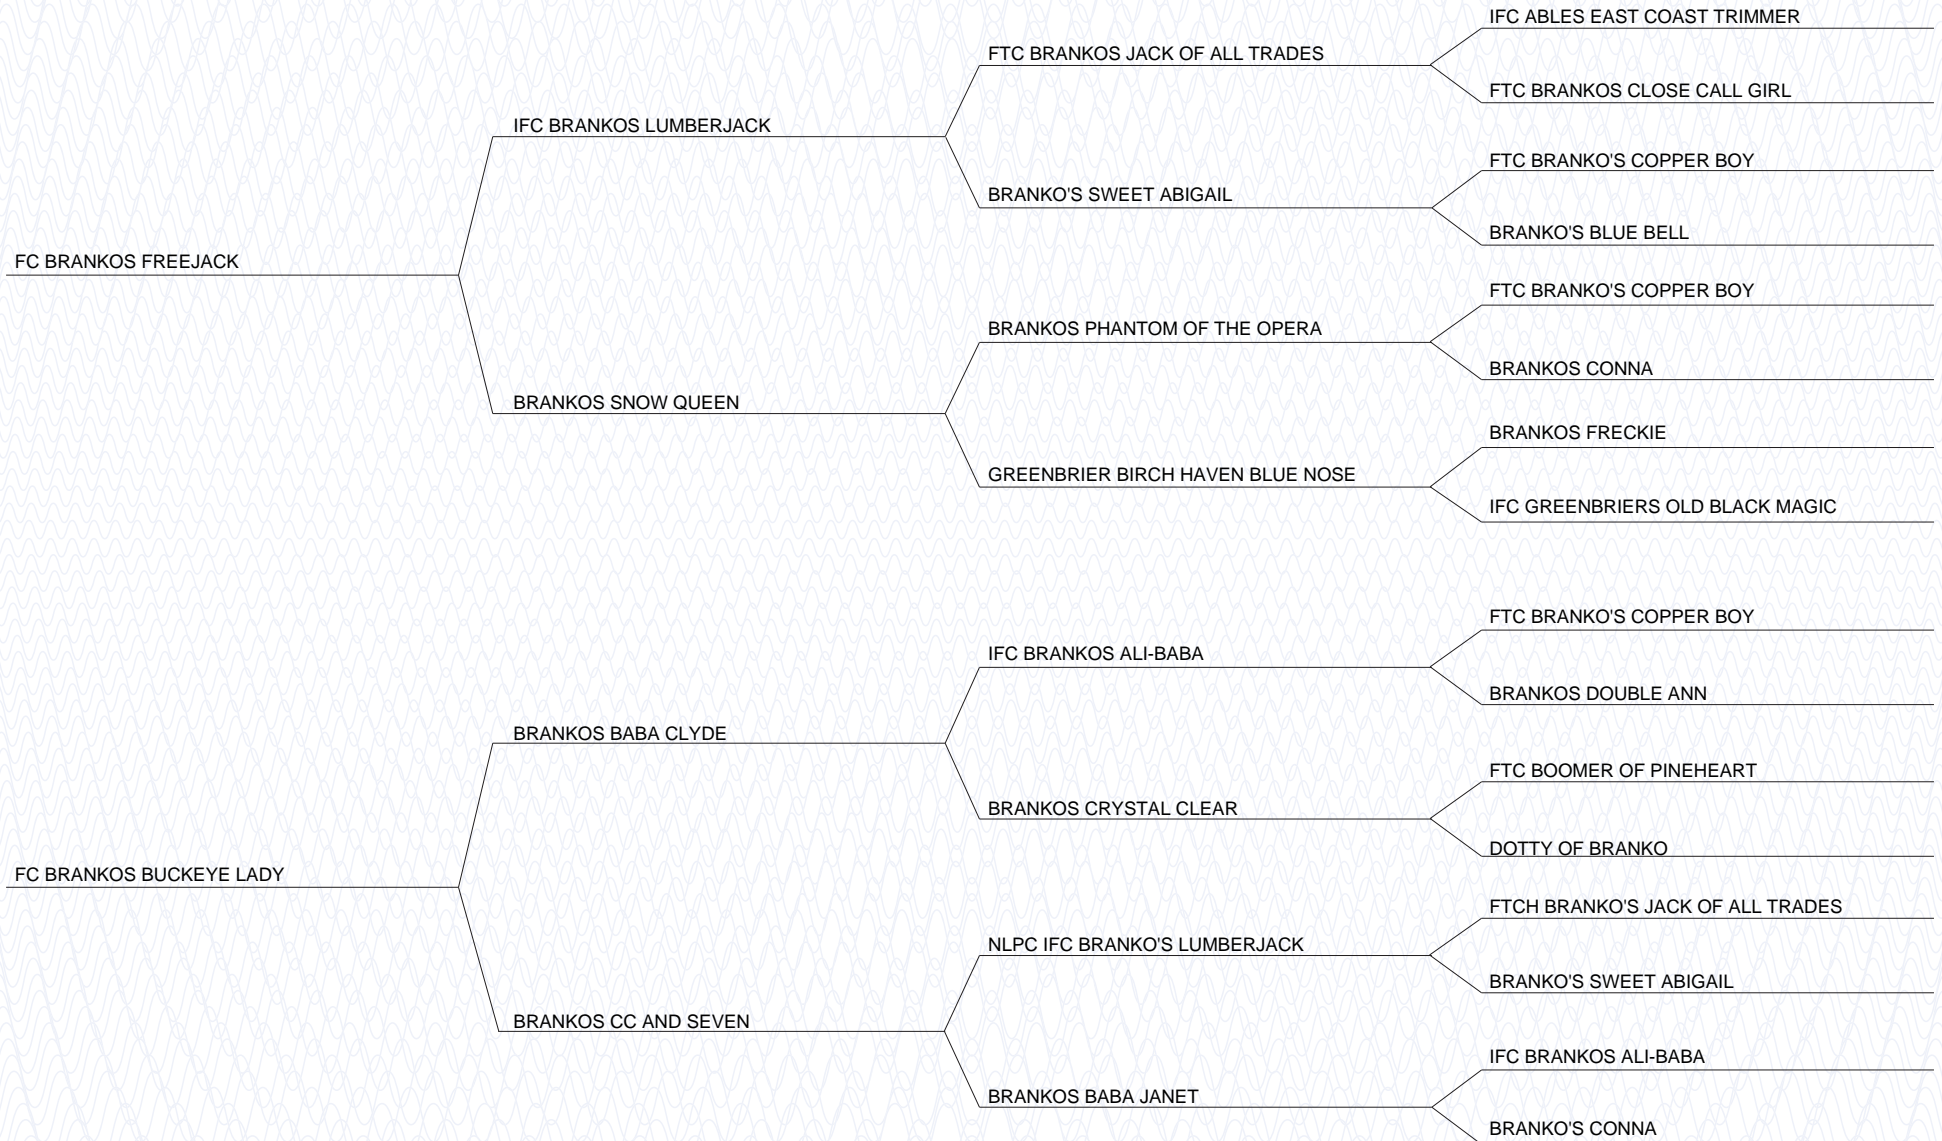 IFC ABLES EAST COAST TRIMMER
FTC BRANKOS JACK OF ALL TRADES
FTC BRANKOS CLOSE CALL GIRL
IFC BRANKOS LUMBERJACK
FTC BRANKO'S COPPER BOY
BRANKO'S SWEET ABIGAIL
BRANKO'S BLUE BELL
FC BRANKOS FREEJACK
FTC BRANKO'S COPPER BOY
BRANKOS PHANTOM OF THE OPERA
BRANKOS CONNA
BRANKOS SNOW QUEEN
BRANKOS FRECKIE
GREENBRIER BIRCH HAVEN BLUE NOSE
IFC GREENBRIERS OLD BLACK MAGIC
FTC BRANKO'S COPPER BOY
IFC BRANKOS ALI-BABA
BRANKOS DOUBLE ANN
BRANKOS BABA CLYDE
FTC BOOMER OF PINEHEART
BRANKOS CRYSTAL CLEAR
DOTTY OF BRANKO
FC BRANKOS BUCKEYE LADY
FTCH BRANKO'S JACK OF ALL TRADES
NLPC IFC BRANKO'S LUMBERJACK
BRANKO'S SWEET ABIGAIL
BRANKOS CC AND SEVEN
IFC BRANKOS ALI-BABA
BRANKOS BABA JANET
BRANKO'S CONNA